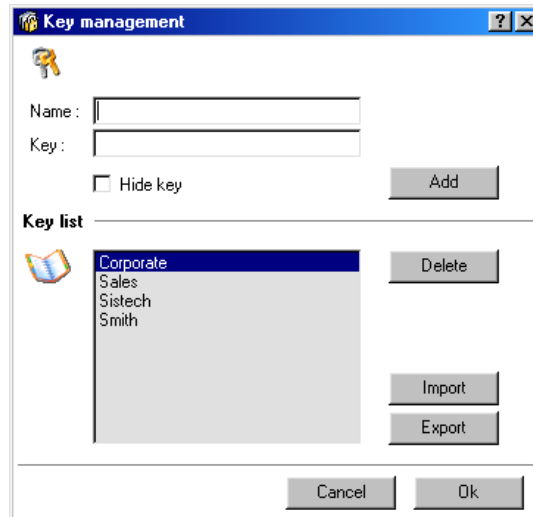 Key management
Name :
Key :
Hide key
Add
Key list
Corporate
Sales
Sistech
Smith
Delete
Import
Export
Cancel
Ok